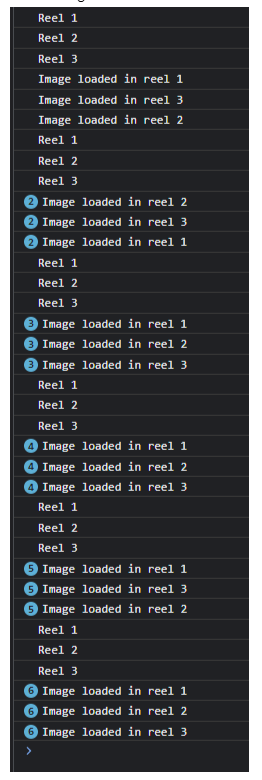 Reel 1
Reel 2
Reel 3
Image loaded in reel 1
Image loaded in reel 3
Image loaded in reel 2
Reel 1
Reel 2
Reel 3
2 Image loaded in reel 2
2 Image loaded in reel 3
2 Image loaded in reel 1
Reel 1
Reel 2
Reel 3
3 Image loaded in reel 1
3 Image loaded in reel 2
3 Image loaded in reel 3
Reel 1
Reel 2
Reel 3
4 Image loaded in reel 1
4 Image loaded in reel 2
4 Image loaded in reel 3
Reel 1
Reel 2
Reel 3
5 Image loaded in reel 1
5 Image loaded in reel 3
5 Image loaded in reel 2
Reel 1
Reel 2
Reel 3
6 Image loaded in reel 1
6 Image loaded in reel 2
6 Image loaded in reel 3
>